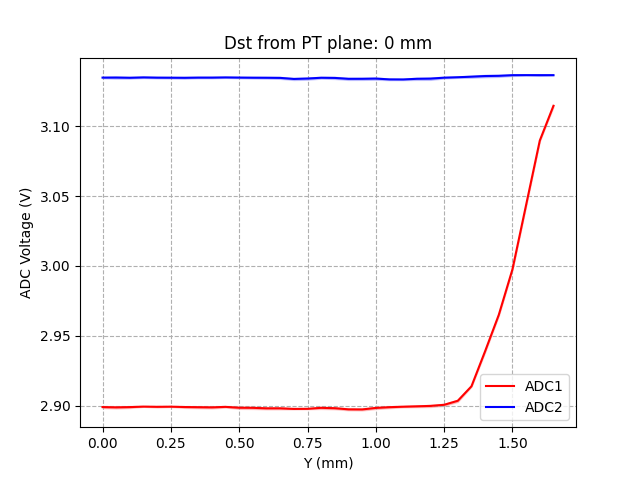 Dst from PT plane: 0 mm
ADC Voltage (V)
3.10
3.05
3.00
2.95
2.90
0.00 0.25 0.50 0.75 1.00 1.25 1.50
Y (mm)
ADC1
ADC2